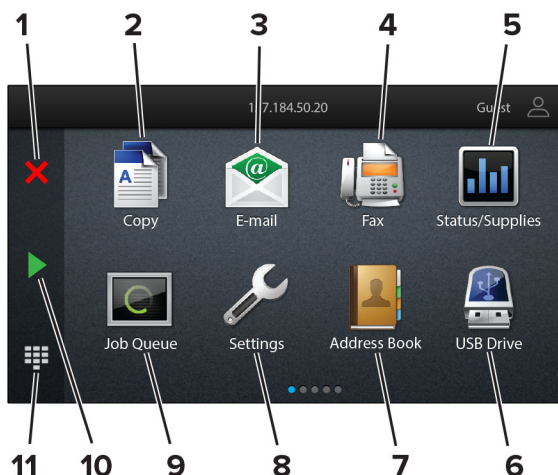 1 2 3 4 5
Guest
A @
Copy E-mail Fax Status/Supplies
Job Queue Settings Address Book USB Drive
11 10 9 8 7 6